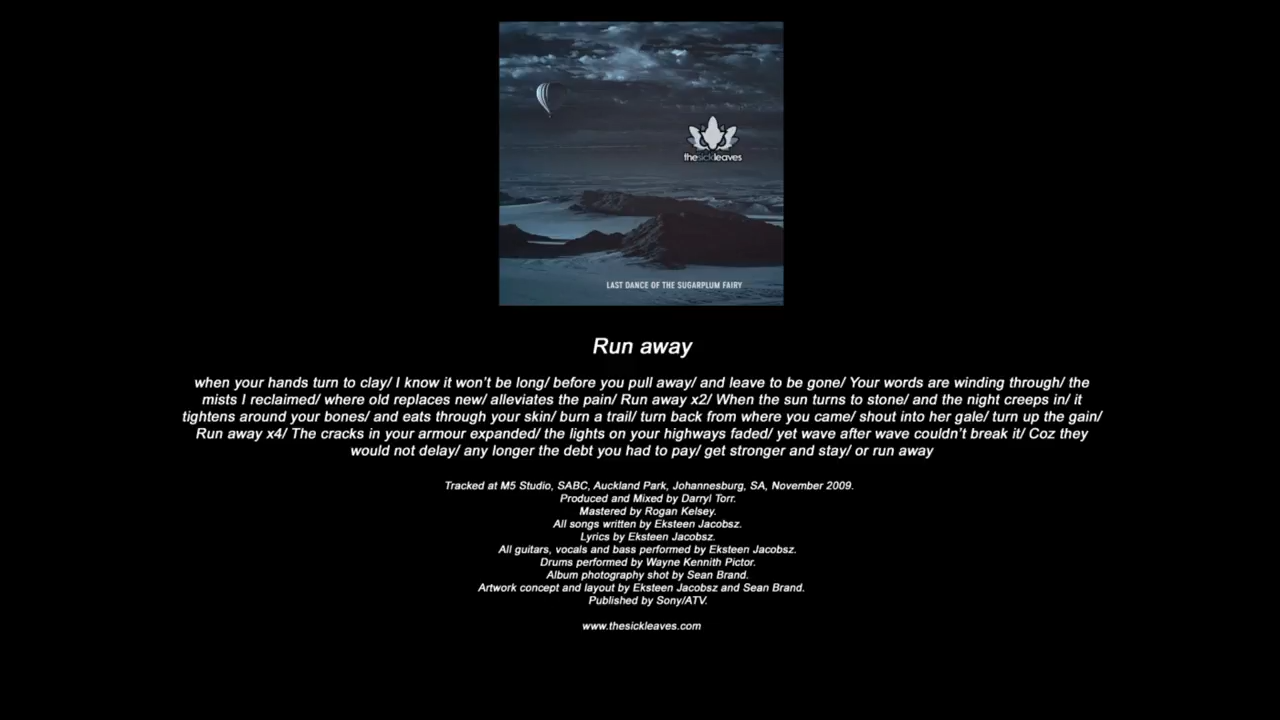 thesickleaves
LAST DANCE OF THE SUGARPLUM FAIRY
Run away
when your hands turn to clay/ I know it won't be long/ before you pull away/ and leave to be gone/ Your words are winding through/ the
mists I reclaimed/ where old replaces new/ alleviates the pain/ Run away x2/ When the sun turns to stone/ and the night creeps in/ it
tightens around your bones/ and eats through your skin/ burn a trail/ turn back from where you came/ shout into her gale/ turn up the gain/
Run away x4/ The cracks in your armour expanded/ the lights on your highways faded/ yet wave after wave couldn't break it/ Coz they
would not delay/ any longer the debt you had to pay/ get stronger and stay/ or run away
Tracked at M5 Studio, SABC, Auckland Park, Johannesburg, SA, November 2009.
Produced and Mixed by Darryl Torr.
Mastered by Rogan Kelsey.
All songs written by Eksteen Jacobsz.
Lyrics by Eksteen Jacobsz.
All guitars, vocals and bass performed by Eksteen Jacobsz.
Drums performed by Wayne Kennith Pictor.
Album photography shot by Sean Brand.
Artwork concept and layout by Eksteen Jacobsz and Sean Brand.
Published by Sony/ATV.
www.thesickleaves.com